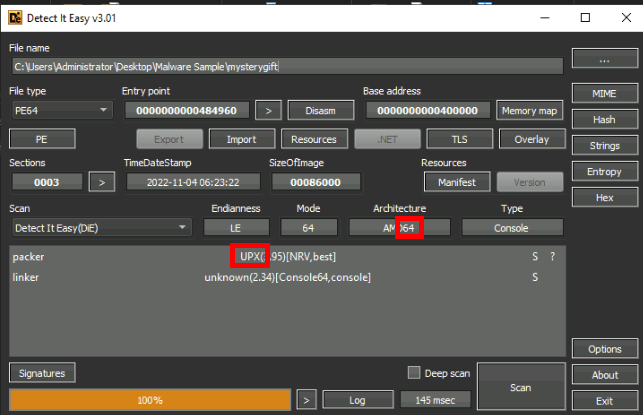 Detect It Easy v3.01
File name
C:\Users\Administrator\Desktop\Malware Sample\mysterygift
...
File type Entry point Base address MIME
PE64 0000000000484960 > Disasm 0000000000400000 Memory map
Hash
PE Export Import Resources .NET TLS Overlay
Strings
Sections TimeDateStamp SizeOfImage Resources
Entropy
0003 > 2022-11-04 06:23:22 00086000 Manifest Version
Hex
Scan Endianness Mode Architecture Type
Detect It Easy(DiE) LE 64 AMD64 Console
packer UPX( .95)[NRV,best] S ?
linker unknown(2.34)[Console64,console] S
Options
Signatures Deep scan Scan About
100% > Log 145 msec Exit